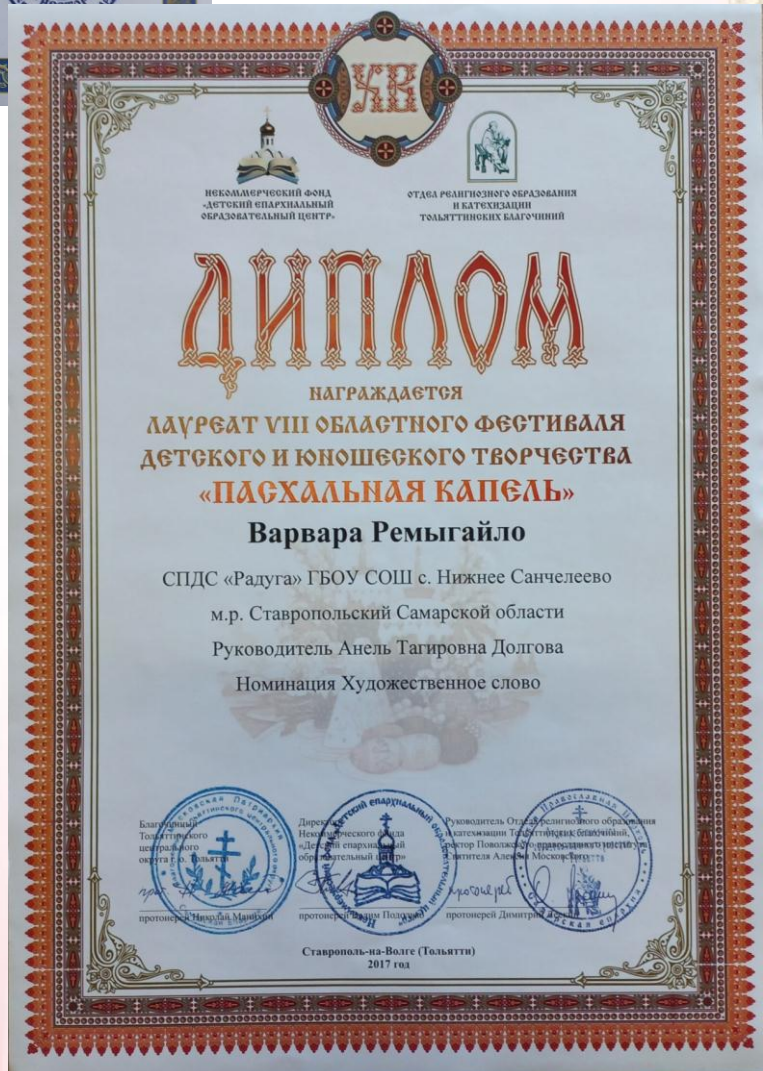 ХВ
НЕКОММЕРЧЕСКИЙ ФОНД
«ДЕТСКИЙ ЕПАРХИАЛЬНЫЙ
ОБРАЗОВАТЕЛЬНЫЙ ЦЕНТР»
ОТДЕЛ РЕЛИГИОЗНОГО ОБРАЗОВАНИЯ
И КАТЕХИЗАЦИИ
ТОЛЬЯТТИНСКИХ БЛАГОЧИНИЙ
ДИПЛОМ
НАГРАЖДАЕТСЯ
ЛАУРЕАТ VIII ОБЛАСТНОГО ФЕСТИВАЛЯ
ДЕТСКОГО И ЮНОШЕСКОГО ТВОРЧЕСТВА
«ПАСХАЛЬНАЯ КАПЕЛЬ»
Варвара Ремыгайло
СПДС «Радуга» ГБОУ СОШ с. Нижнее Санчелеево
м.р. Ставропольский Самарской области
Руководитель Анель Тагировна Долгова
Номинация Художественное слово
Благочинный
Тольяттинского
центрального
округа г.о. Тольятти
протоиерей Николай
Директор
Некоммерческого фонда
«Детский епархиальный
образовательный центр»
протоиерей Вадим
Руководитель Отдела религиозного образования
и катехизации Тольяттинских благочиний,
ректор Поволжского православного института
Святителя Алексия Московского
протоиерей Димитрий
Ставрополь-на-Волге (Тольятти)
2017 год